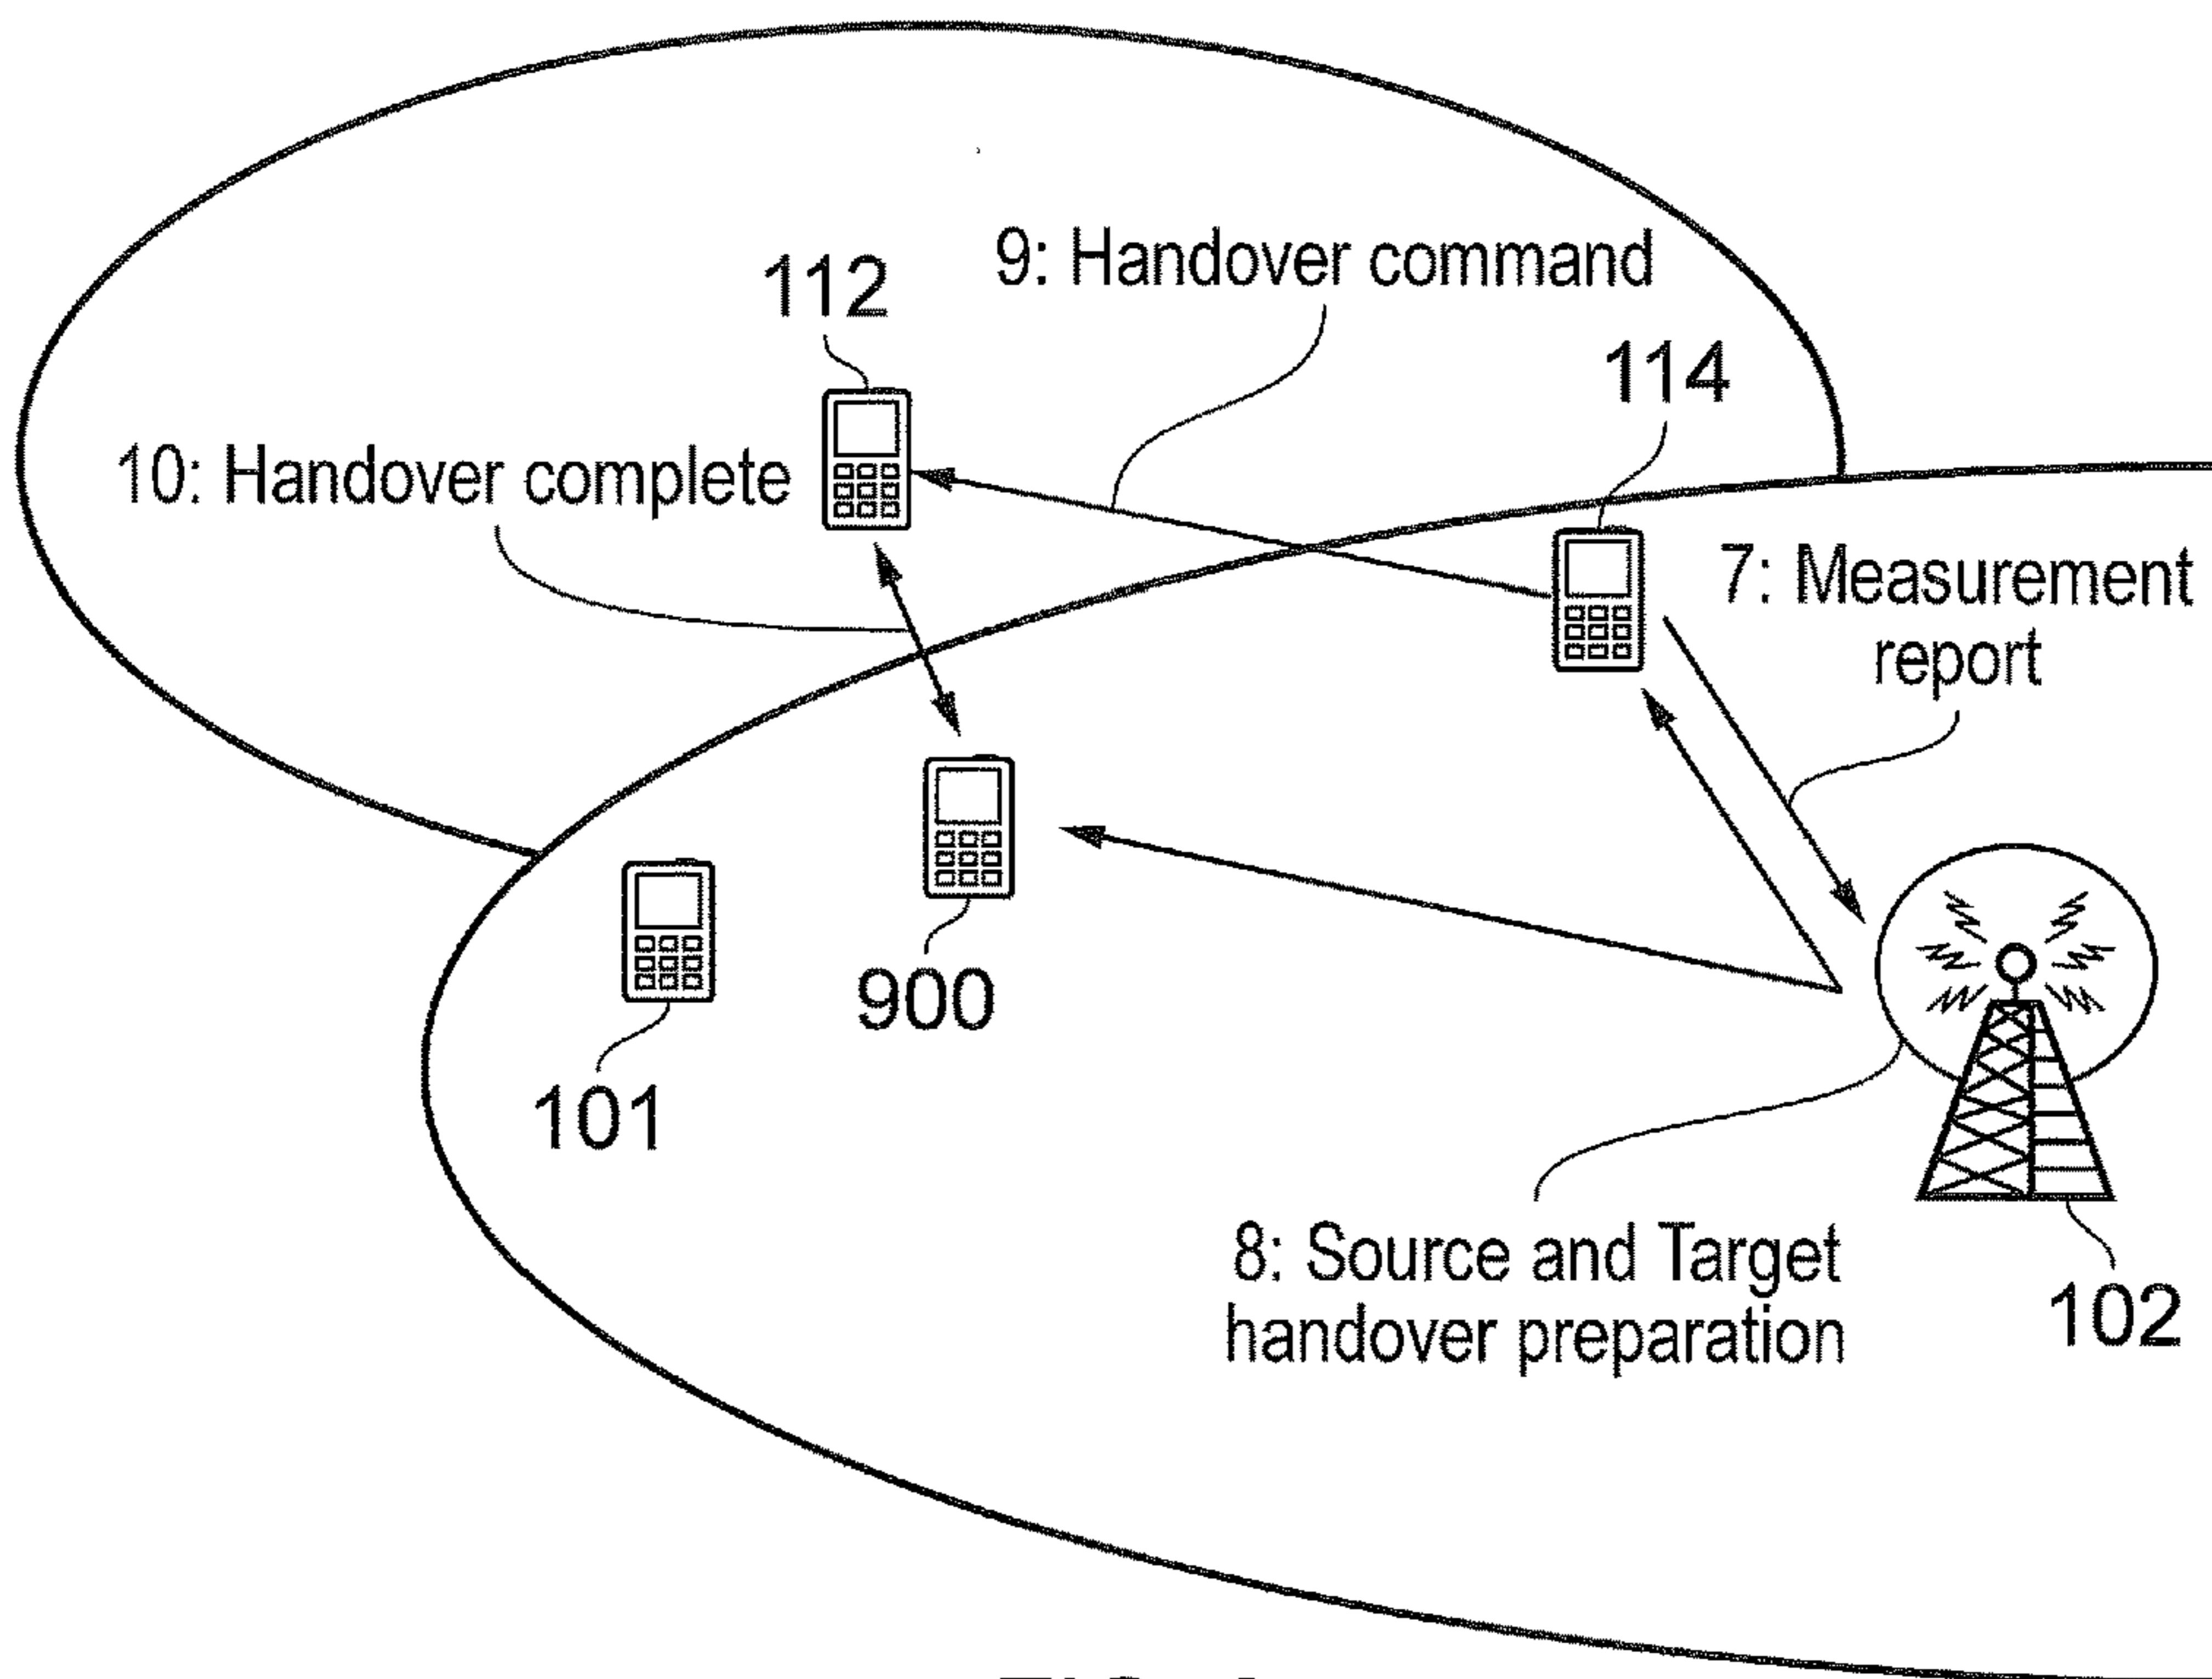 9: Handover command
112
114
10: Handover complete
7: Measurement
report
900
101
8: Source and Target
handover preparation
102